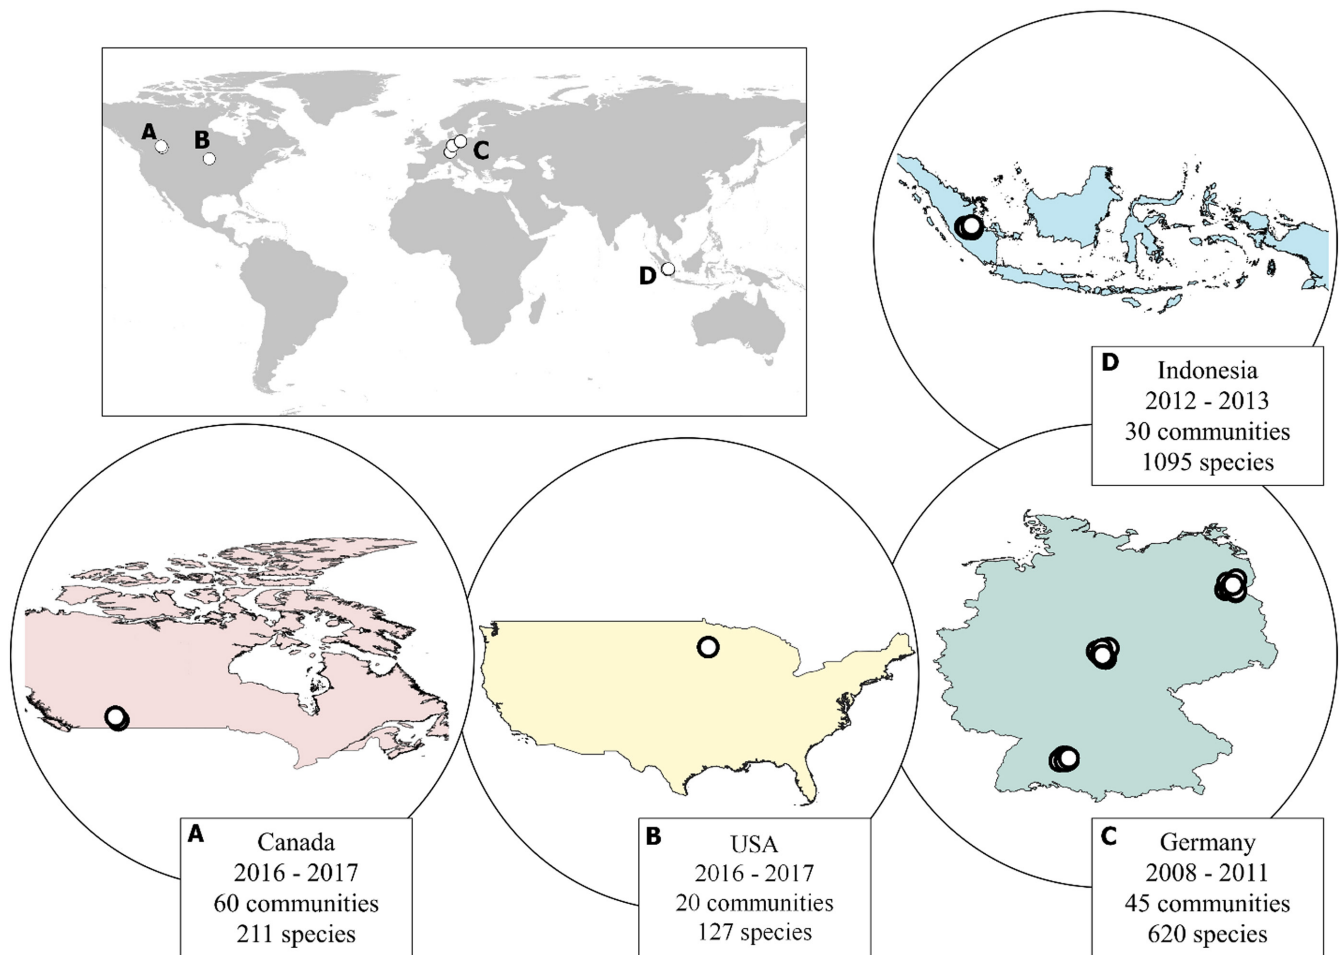 A
B
C
D
D
Indonesia
2012 - 2013
30 communities
1095 species
A
Canada
2016 - 2017
60 communities
211 species
B
USA
2016 - 2017
20 communities
127 species
C
Germany
2008 - 2011
45 communities
620 species